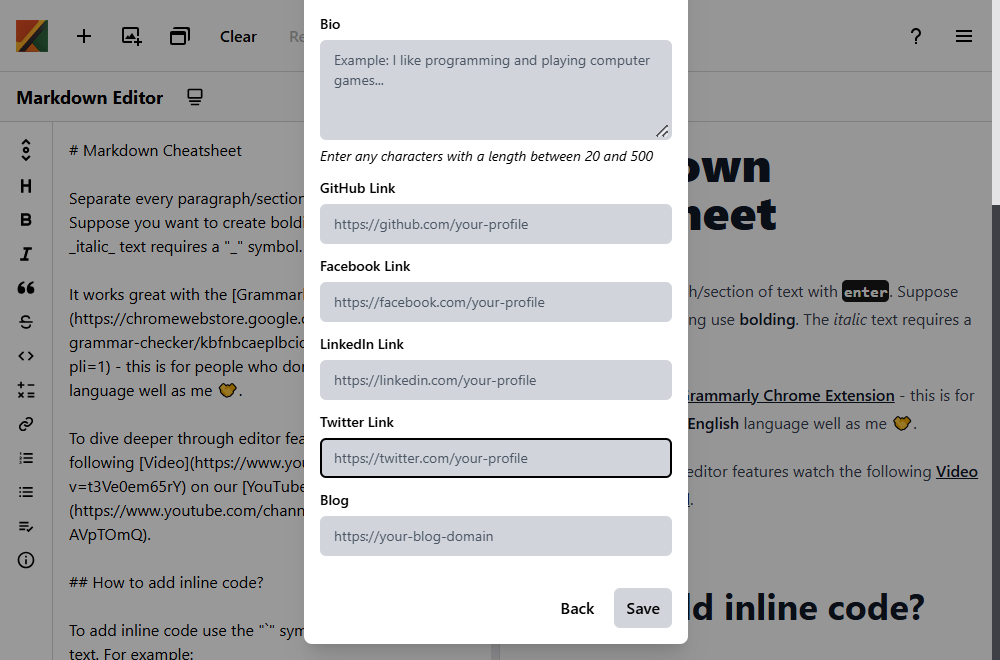 Clear
Re
?
Markdown Editor
# Markdown Cheatsheet
Separate every paragraph/section
Suppose you want to create boldi
_italic_ text requires a "_" symbol.
It works great with the [Grammar
(https://chromewebstore.google.c
grammar-checker/kbfnbcaeplbcio
pli=1) - this is for people who don
language well as me
.
To dive deeper through editor fea
following [Video](https://www.you
v=t3Ve0em65rY) on our [YouTube
(https://www.youtube.com/chann
AVpTOmQ).
## How to add inline code?
To add inline code use the "`" sym
text. For example:
Bio
Example: I like programming and playing computer
games...
Enter any characters with a length between 20 and 500
GitHub Link
https://github.com/your-profile
Facebook Link
https://facebook.com/your-profile
LinkedIn Link
https://linkedin.com/your-profile
Twitter Link
https://twitter.com/your-profile
Blog
https://your-blog-domain
Back
Save
own
heet
h/section of text with enter. Suppose
ng use bolding. The italic text requires a
Grammarly Chrome Extension - this is for
English language well as me
.
editor features watch the following Video
l.
d inline code?